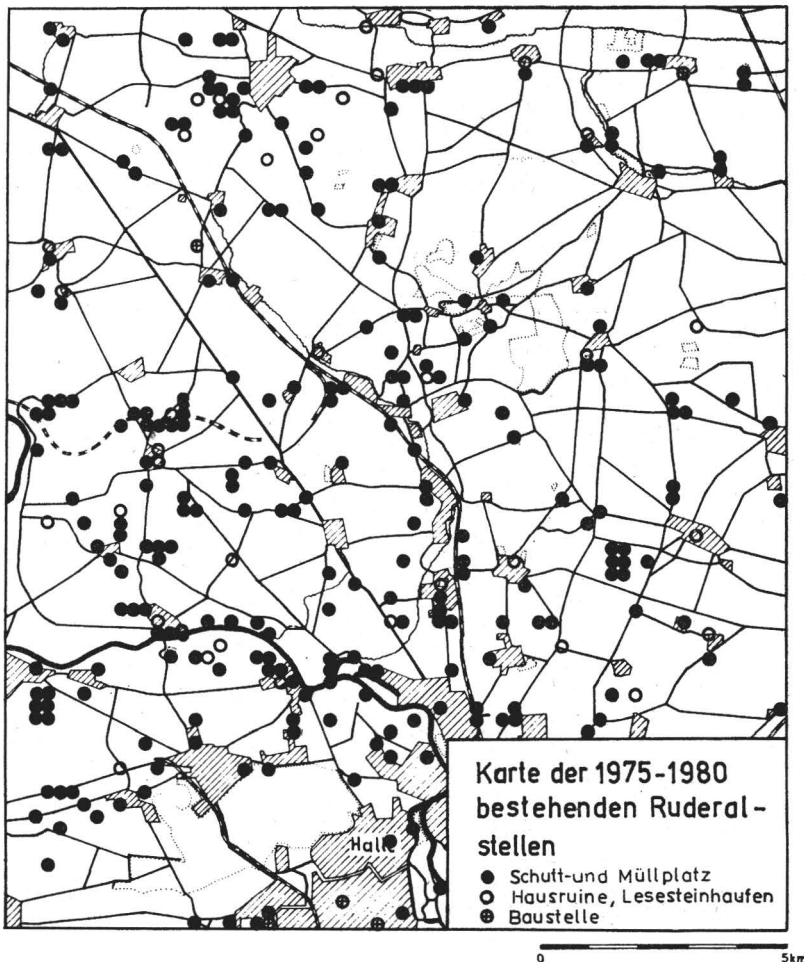 Halle
Karte der 1975-1980
bestehenden Ruderal-
stellen
Schutt-und Müllplatz
Hausruine, Lesesteinhaufen
Baustelle
0 5km